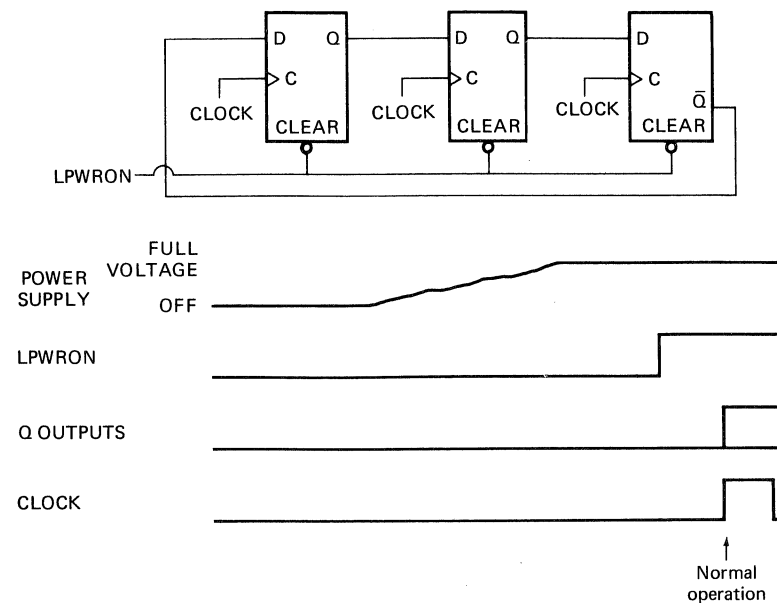 D Q
C
CLOCK
CLEAR
D Q
C
CLOCK
CLEAR
D
C
Q̅
CLOCK
CLEAR
LPWRON
POWER
SUPPLY
FULL
VOLTAGE
OFF
LPWRON
Q OUTPUTS
CLOCK
Normal
operation